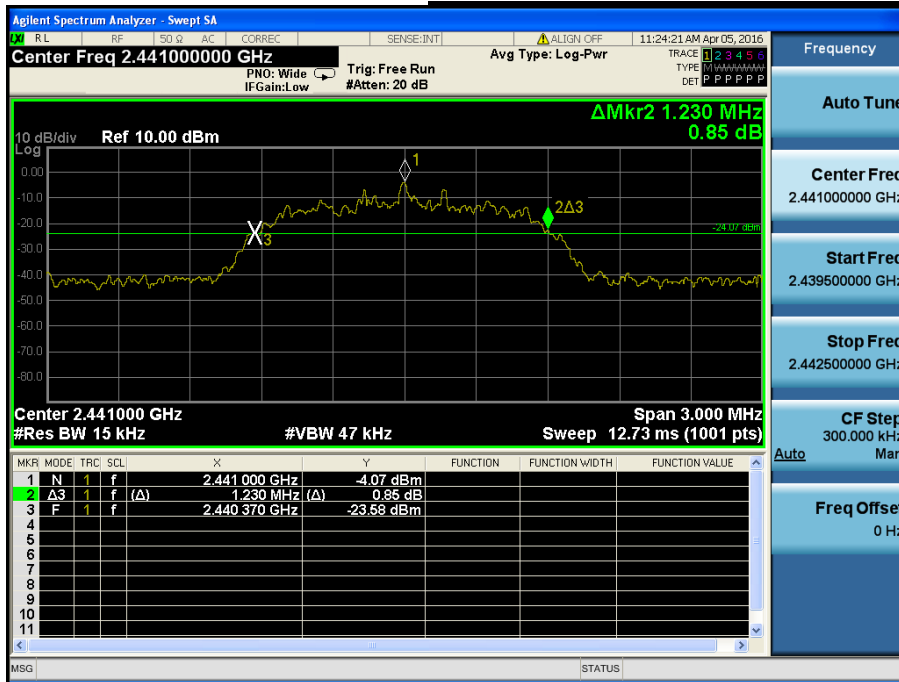 Agilent Spectrum Analyzer - Swept SA
LXI RL RF 50 Ω AC CORREC SENSE:INT ALIGN OFF 11:24:21 AM Apr 05, 2016
Center Freq 2.441000000 GHz
PNO: Wide
IFGain:Low
Trig: Free Run
#Atten: 20 dB
Avg Type: Log-Pwr
TRACE 1 2 3 4 5 6
TYPE M WWWWW
DET P P P P P P
ΔMkr2 1.230 MHz
0.85 dB
10 dB/div Ref 10.00 dBm
Log
0.00
-10.0
-20.0
-30.0
-40.0
-50.0
-60.0
-70.0
-80.0
1
2Δ3
3
-24.07 dBm
Center 2.441000 GHz Span 3.000 MHz
#Res BW 15 kHz #VBW 47 kHz Sweep 12.73 ms (1001 pts)
MKR MODE TRC SCL X Y FUNCTION FUNCTION WIDTH FUNCTION VALUE
1 N 1 f 2.441 000 GHz -4.07 dBm
2 Δ3 1 f (Δ) 1.230 MHz (Δ) 0.85 dB
3 F 1 f 2.440 370 GHz -23.58 dBm
4
5
6
7
8
9
10
11
MSG STATUS
Frequency
Auto Tune
Center Freq
2.441000000 GHz
Start Freq
2.439500000 GHz
Stop Freq
2.442500000 GHz
CF Step
300.000 kHz
Auto Man
Freq Offset
0 Hz